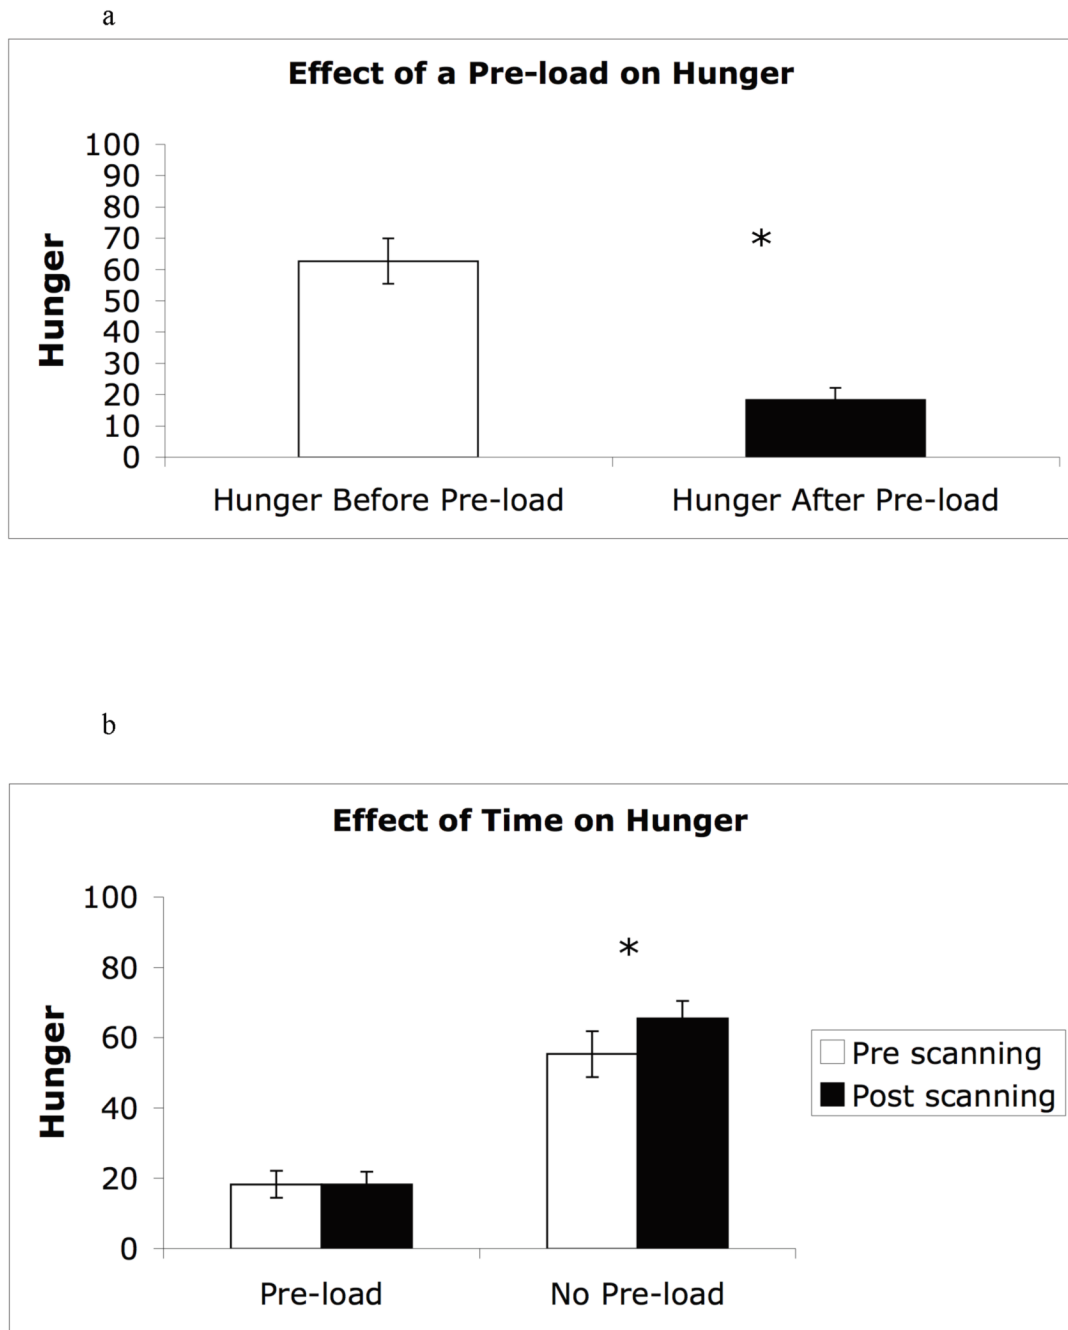 a
Effect of a Pre-load on Hunger
100
90
80
70
60
50
40
30
20
10
0
Hunger
*
Hunger Before Pre-load
Hunger After Pre-load
b
Effect of Time on Hunger
100
80
60
40
20
0
Hunger
*
Pre scanning
Post scanning
Pre-load
No Pre-load